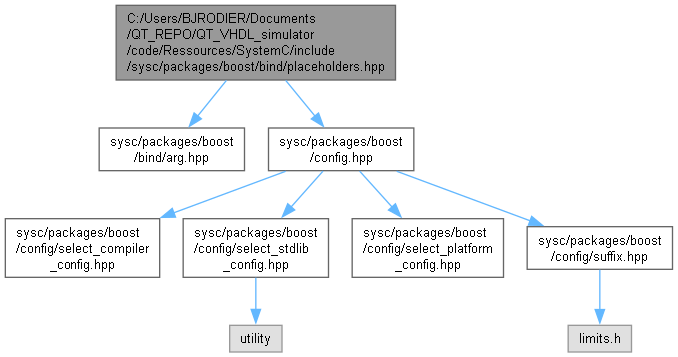 C:/Users/BJRODIER/Documents
/QT_REPO/QT_VHDL_simulator
/code/Ressources/SystemC/include
/sysc/packages/boost/bind/placeholders.hpp
sysc/packages/boost
/bind/arg.hpp
sysc/packages/boost
/config.hpp
sysc/packages/boost
/config/select_compiler
_config.hpp
sysc/packages/boost
/config/select_stdlib
_config.hpp
sysc/packages/boost
/config/select_platform
_config.hpp
sysc/packages/boost
/config/suffix.hpp
utility
limits.h